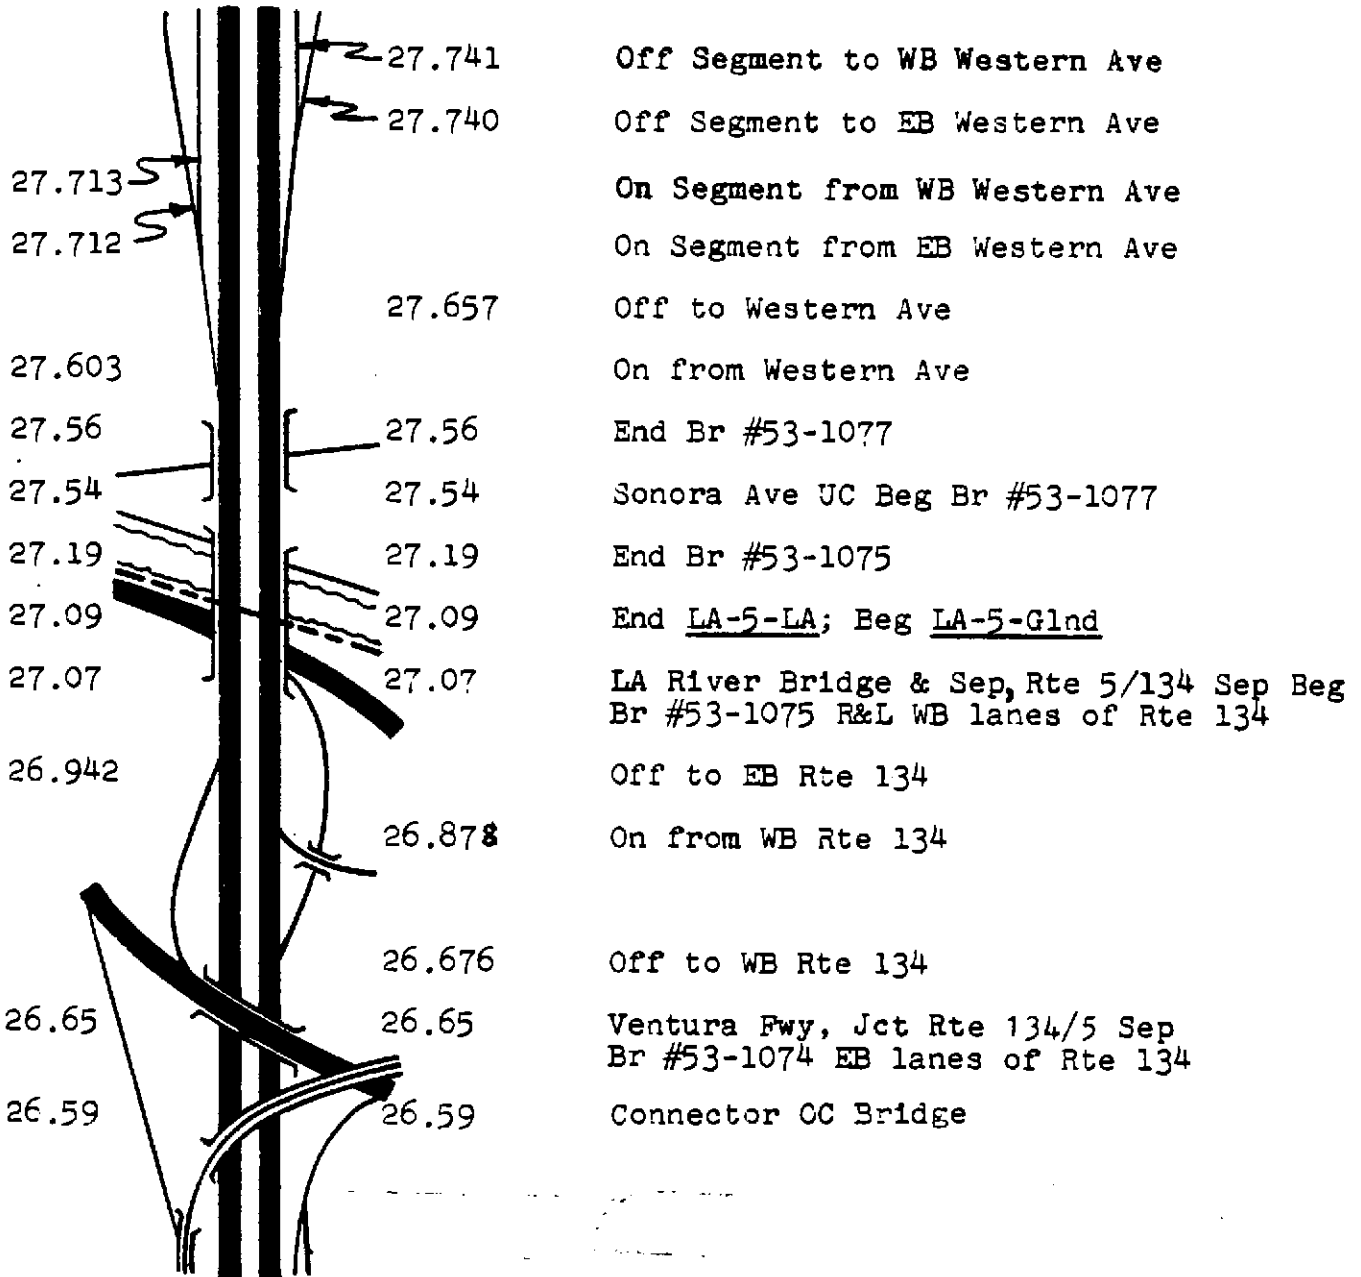 27.741 Off Segment to WB Western Ave
27.740 Off Segment to EB Western Ave
27.713 On Segment from WB Western Ave
27.712 On Segment from EB Western Ave
27.657 Off to Western Ave
27.603 On from Western Ave
27.56 27.56 End Br #53-1077
27.54 27.54 Sonora Ave UC Beg Br #53-1077
27.19 27.19 End Br #53-1075
27.09 27.09 End LA-5-LA; Beg LA-5-Glnd
27.07 27.07 LA River Bridge & Sep, Rte 5/134 Sep Beg
Br #53-1075 R&L WB lanes of Rte 134
26.942 Off to EB Rte 134
26.878 On from WB Rte 134
26.676 Off to WB Rte 134
26.65 26.65 Ventura Fwy, Jct Rte 134/5 Sep
Br #53-1074 EB lanes of Rte 134
26.59 26.59 Connector OC Bridge